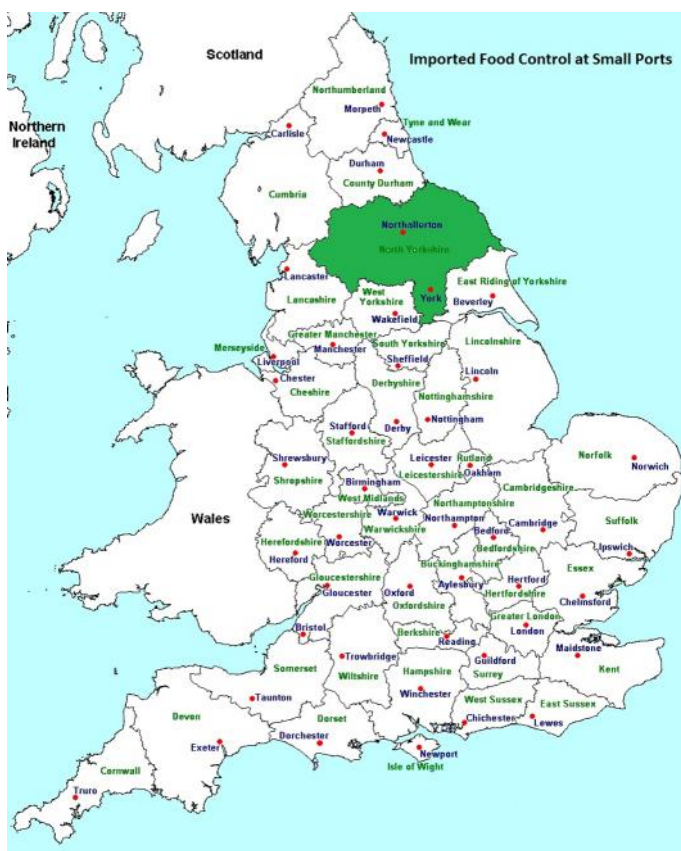 Scotland
Imported Food Control at Small Ports
Northumberland
Morpeth
Northern
Ireland
Tyne and Wear
Carlisle
Newcastle
Durham
County Durham
Cumbria
Northallerton
North Yorkshire
Lancaster
East Riding of Yorkshire
West
Yorkshire
York
Beverley
Lancashire
Wakefield
Lincolnshire
Greater Manchester
South Yorkshire
Merseyside
Manchester
Liverpool
Sheffield
Chester
Derbyshire
Lincoln
Cheshire
Nottinghamshire
Stafford
Derby
Nottingham
Staffordshire
Shrewsbury
Leicester
Rutland
Norfolk
Norwich
Oakham
Shropshire
Leicestershire
Birmingham
Cambridgeshire
West Midlands
Northamptonshire
Wales
Worcestershire
Warwick
Suffolk
Warwickshire
Northampton
Cambridge
Herefordshire
Worcester
Bedford
Hereford
Bedfordshire
Ipswich
Buckinghamshire
Essex
Gloucestershire
Aylesbury
Hertford
Gloucester
Oxford
Hertfordshire
Chelmsford
Oxfordshire
Greater London
Bristol
Berkshire
London
Reading
Maidstone
Trowbridge
Guildford
Somerset
Hampshire
Surrey
Kent
Wiltshire
Taunton
Winchester
West Sussex
East Sussex
Devon
Dorset
Chichester
Lewes
Exeter
Dorchester
Newport
Cornwall
Isle of Wight
Truro